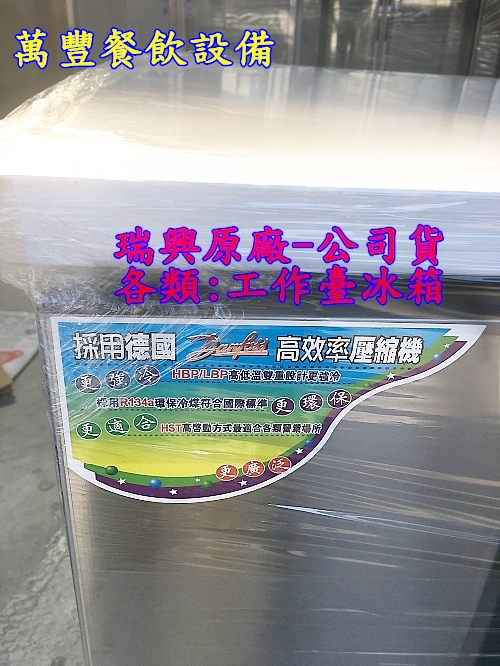 萬豐餐飲設備
瑞興原廠-公司貨
各類:工作臺冰箱
採用德國 Danfoss 高效率壓縮機
更強冷 HBP/LBP高低溫雙重設計更強冷
採用R134a環保冷煤符合國際標準 更環保
更適合 HST高啓動方式最適合各類營業場所
更廣泛